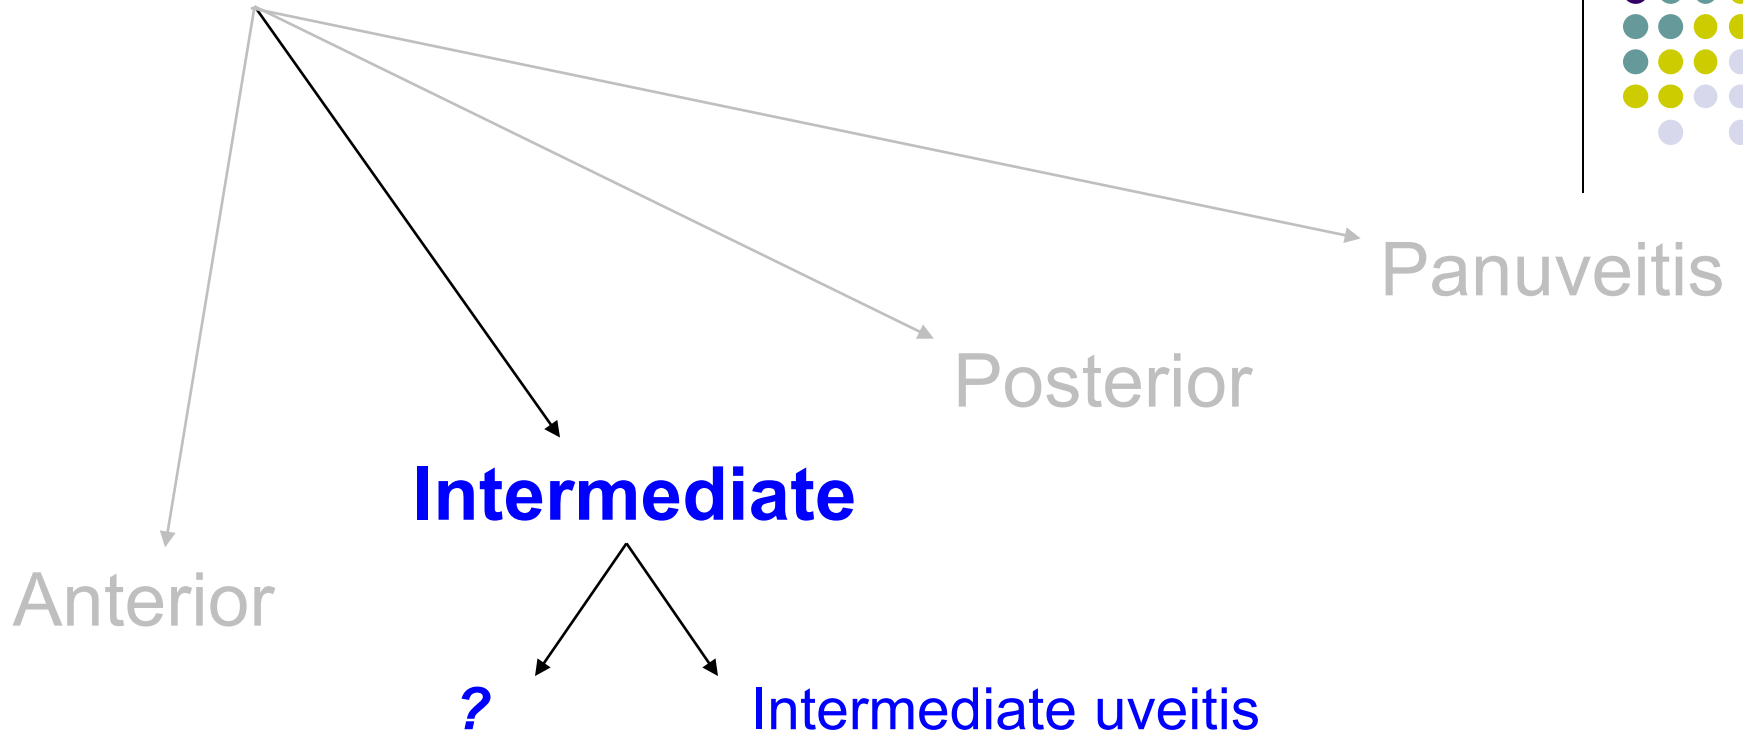 Panuveitis
Posterior
Intermediate
Anterior
?
Intermediate uveitis